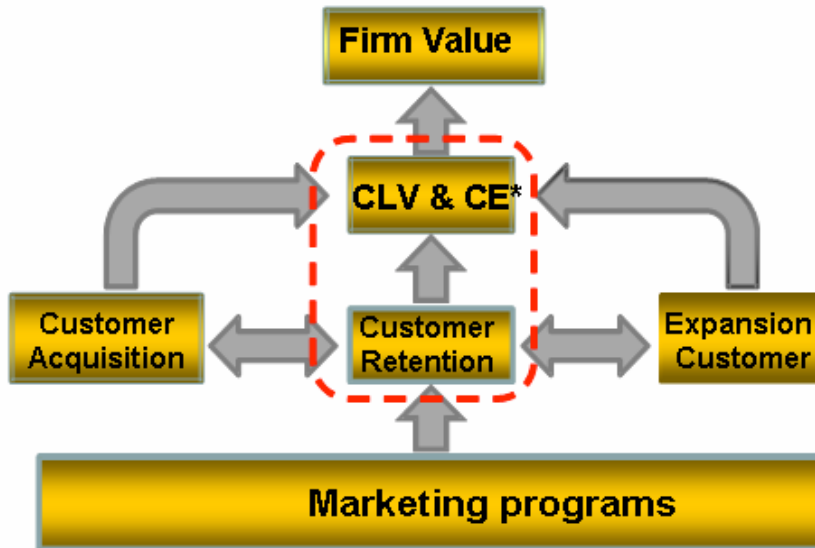 Firm Value
CLV & CE*
Customer
Acquisition
Customer
Retention
Expansion
Customer
Marketing programs